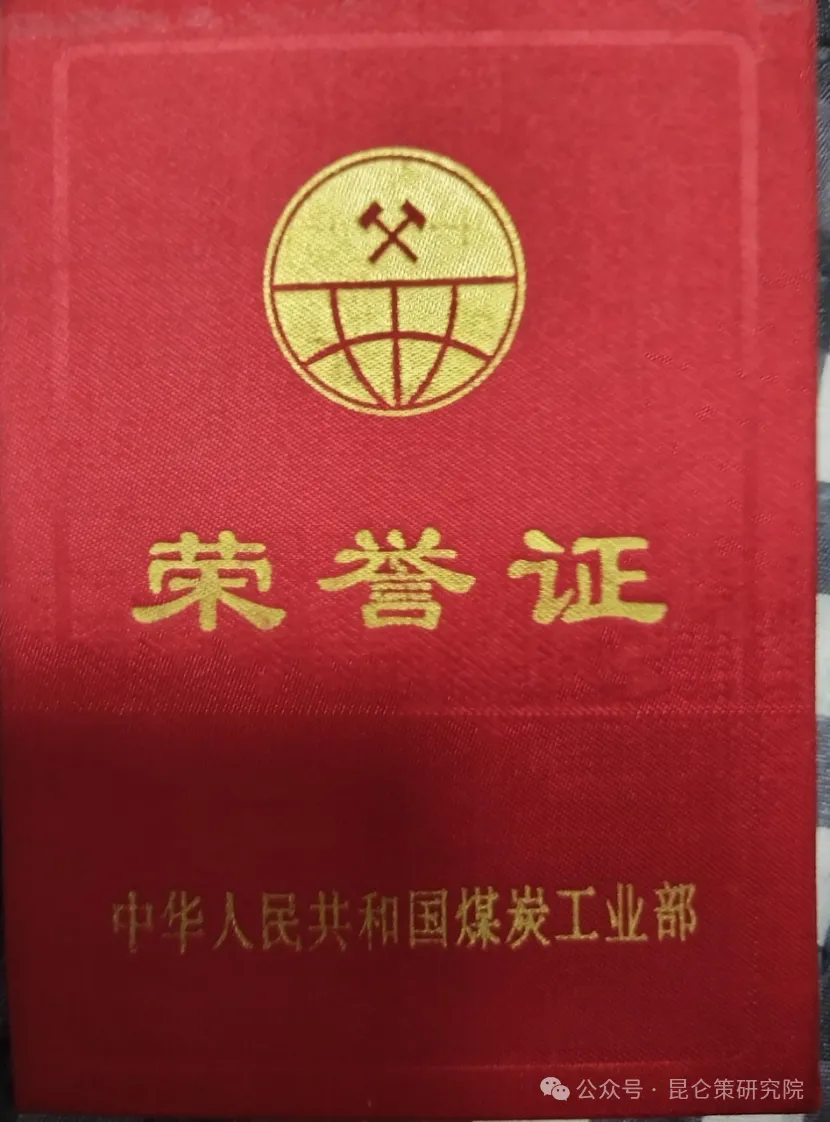 荣誉证
中华人民共和国煤炭工业部
公众号·昆仑策研究院